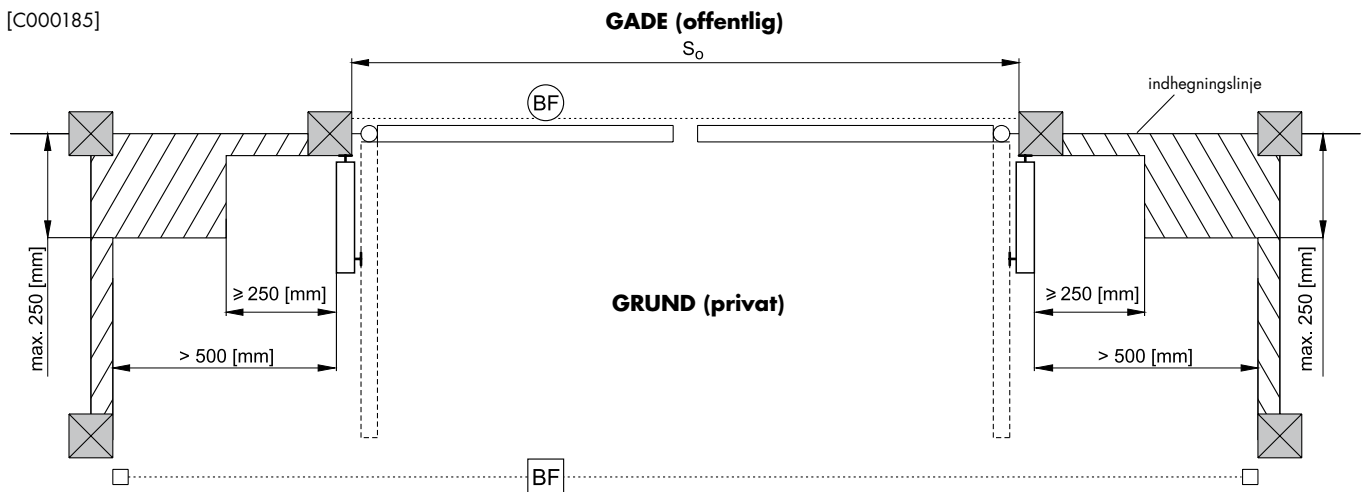 [C000185]
GADE (offentlig)
So
BF
indhegningslinje
max. 250 [mm]
≥ 250 [mm]
> 500 [mm]
GRUND (privat)
≥ 250 [mm]
> 500 [mm]
max. 250 [mm]
BF